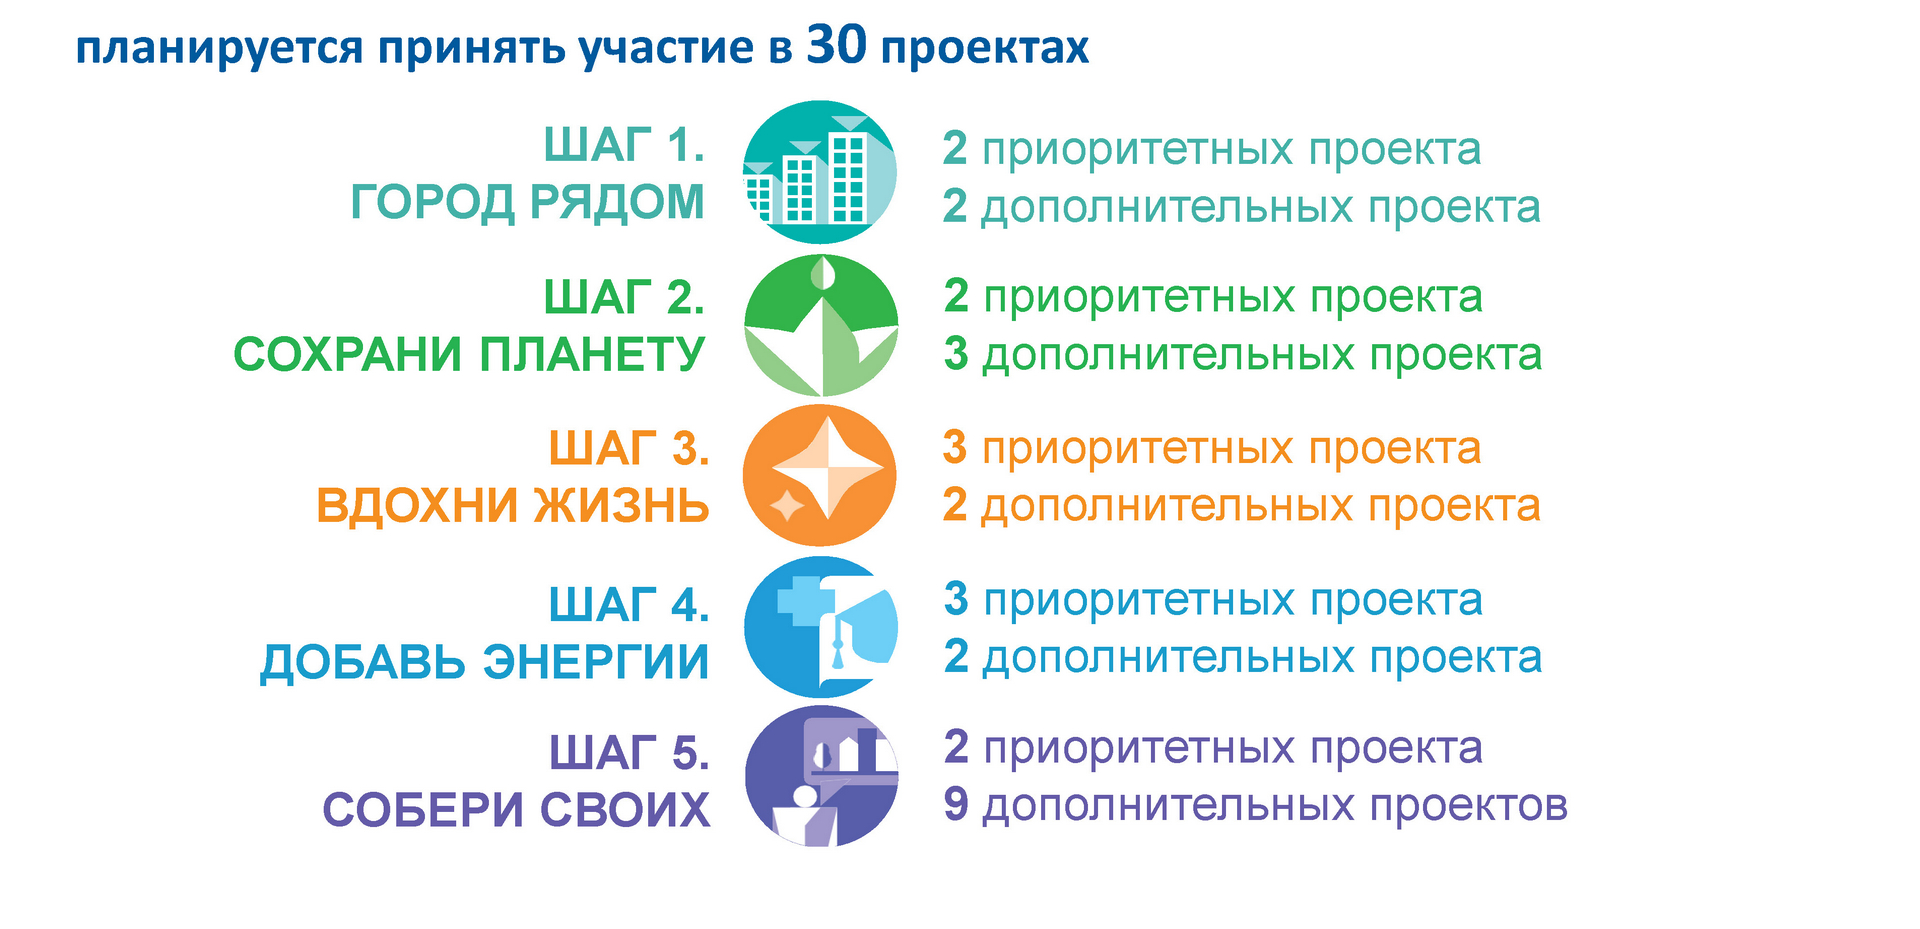 планируется принять участие в 30 проектах
ШАГ 1.
ГОРОД РЯДОМ
2 приоритетных проекта
2 дополнительных проекта
ШАГ 2.
СОХРАНИ ПЛАНЕТУ
2 приоритетных проекта
3 дополнительных проекта
ШАГ 3.
ВДОХНИ ЖИЗНЬ
3 приоритетных проекта
2 дополнительных проекта
ШАГ 4.
ДОБАВЬ ЭНЕРГИИ
3 приоритетных проекта
2 дополнительных проекта
ШАГ 5.
СОБЕРИ СВОИХ
2 приоритетных проекта
9 дополнительных проектов